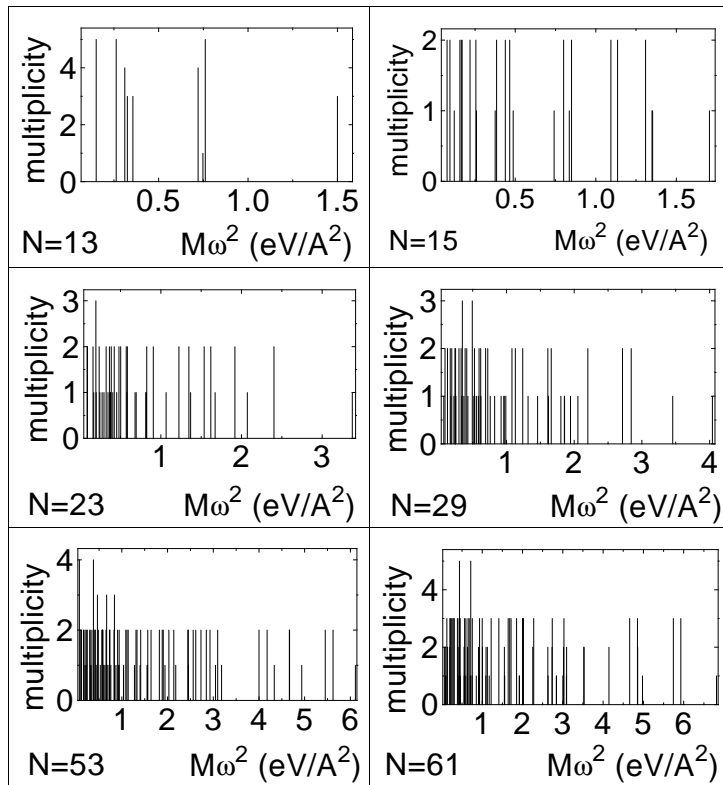 multiplicity
4
2
0
0.5 1.0 1.5
N=13 Mω² (eV/A²)
multiplicity
2
1
0
0.5 1.0 1.5
N=15 Mω² (eV/A²)
multiplicity
3
2
1
0
1 2 3
N=23 Mω² (eV/A²)
multiplicity
3
2
1
0
1 2 3 4
N=29 Mω² (eV/A²)
multiplicity
4
2
0
1 2 3 4 5 6
N=53 Mω² (eV/A²)
multiplicity
4
2
0
1 2 3 4 5 6
N=61 Mω² (eV/A²)